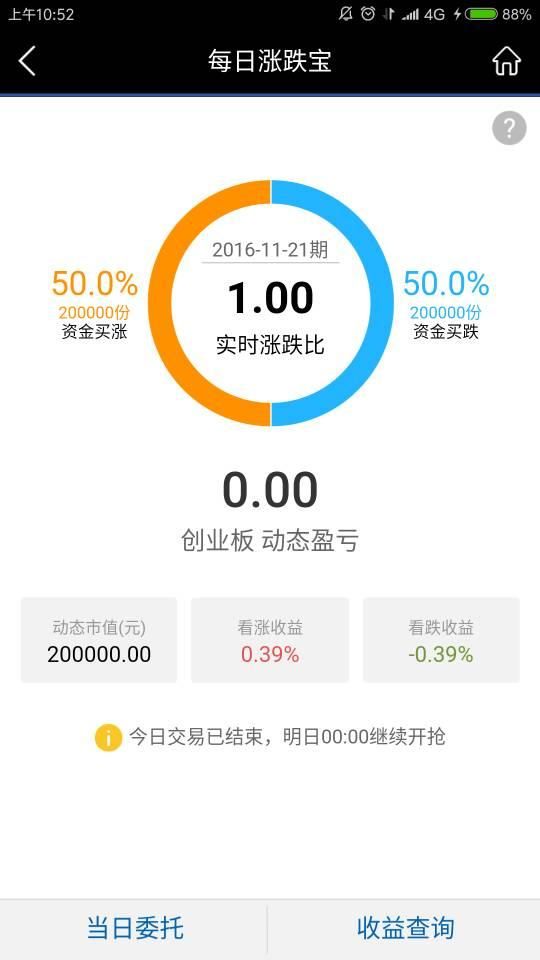 上午10:52
4G
88%
每日涨跌宝
?
2016-11-21期
50.0%
200000份
资金买涨
1.00
实时涨跌比
50.0%
200000份
资金买跌
0.00
创业板 动态盈亏
动态市值(元)
200000.00
看涨收益
0.39%
看跌收益
-0.39%
今日交易已结束，明日00:00继续开抢
当日委托
收益查询